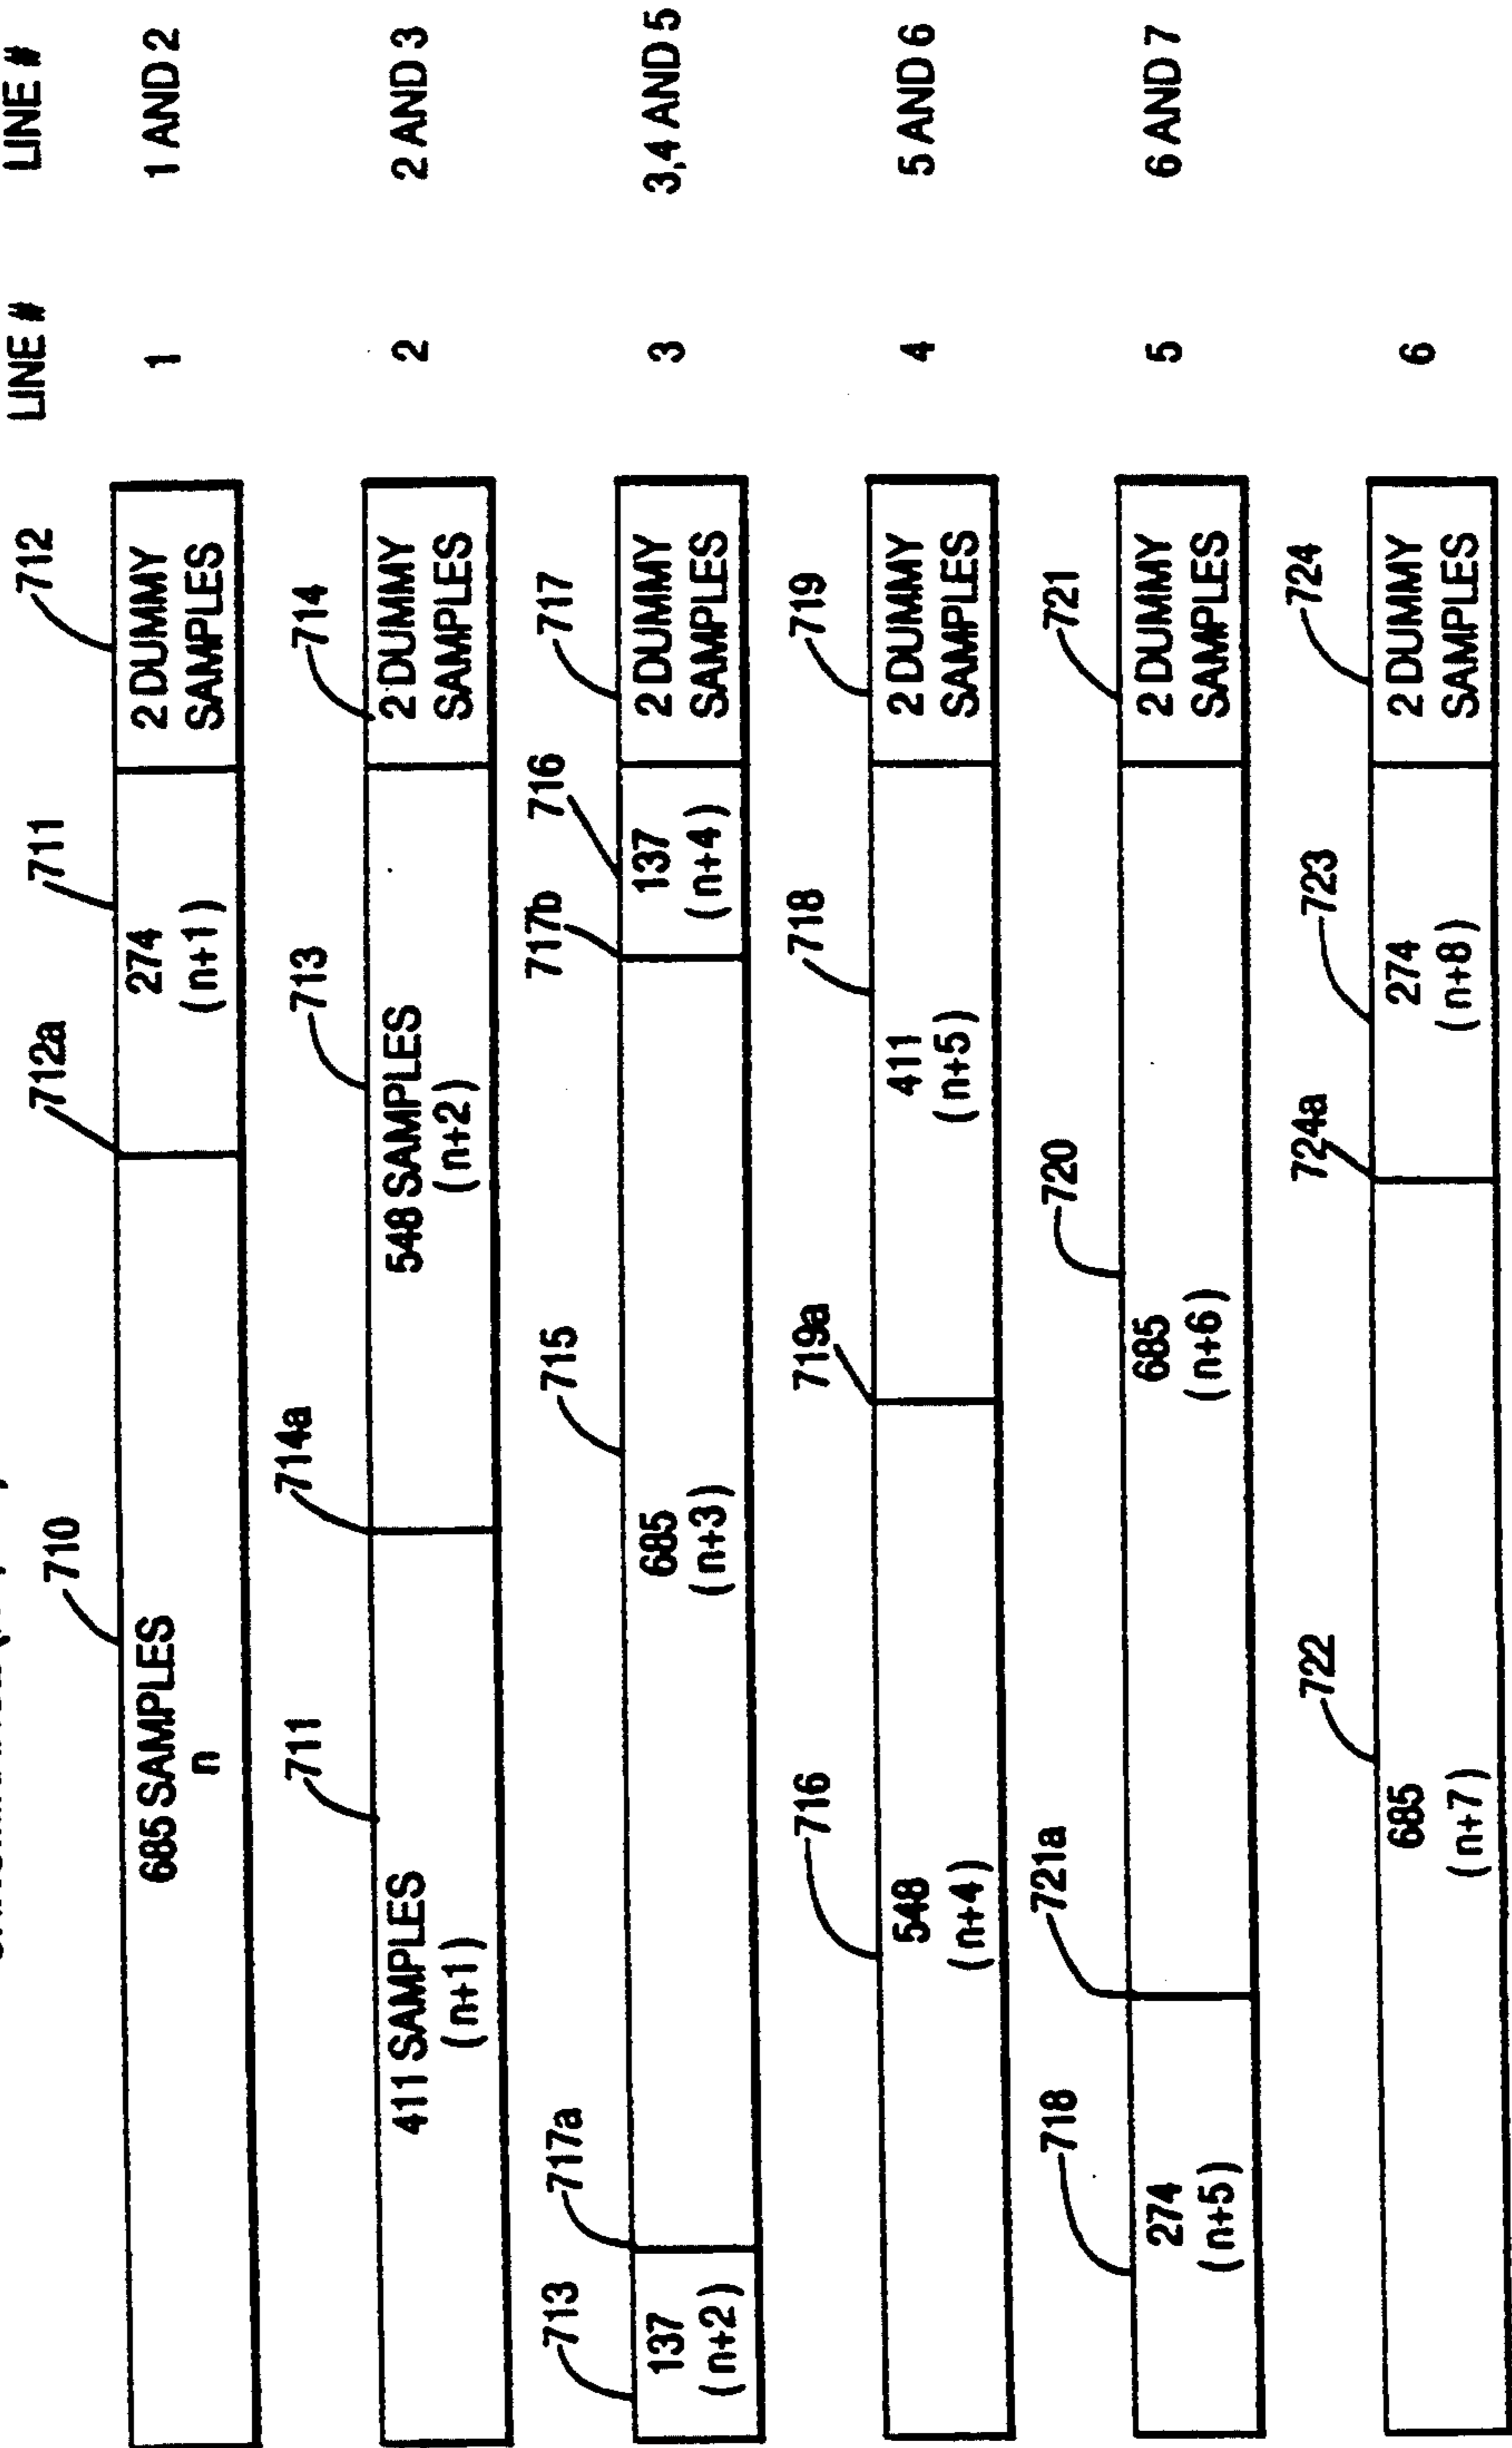 LINE #
LINE #
710
712a
711
712
685 SAMPLES
n
274
(n+1)
2 DUMMY
SAMPLES
1
1 AND 2
711
714a
713
714
411 SAMPLES
(n+1)
548 SAMPLES
(n+2)
2 DUMMY
SAMPLES
2
2 AND 3
713
717a
715
717b
716
717
137
(n+2)
685
(n+3)
137
(n+4)
2 DUMMY
SAMPLES
3
3,4 AND 5
716
719a
718
719
548
(n+4)
411
(n+5)
2 DUMMY
SAMPLES
4
5 AND 6
718
721a
720
721
274
(n+5)
685
(n+6)
2 DUMMY
SAMPLES
5
6 AND 7
722
724a
723
724
685
(n+7)
274
(n+8)
2 DUMMY
SAMPLES
6